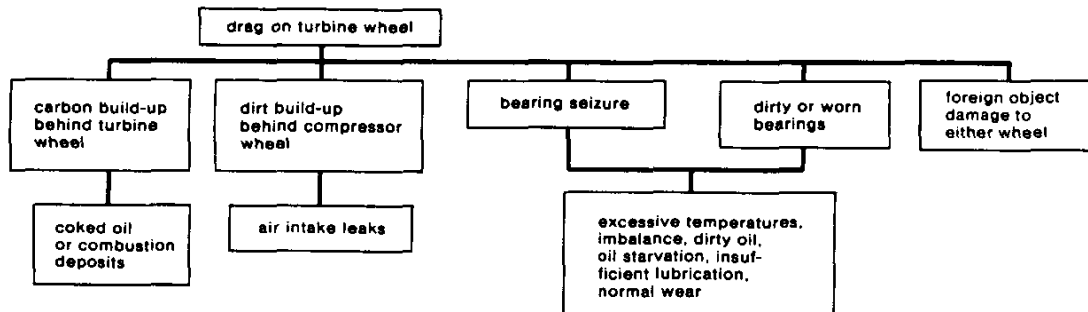 drag on turbine wheel
carbon build-up
behind turbine
wheel
dirt build-up
behind compressor
wheel
bearing seizure
dirty or worn
bearings
foreign object
damage to
either wheel
coked oil
or combustion
deposits
air intake leaks
excessive temperatures,
imbalance, dirty oil,
oil starvation, insuf-
ficient lubrication,
normal wear